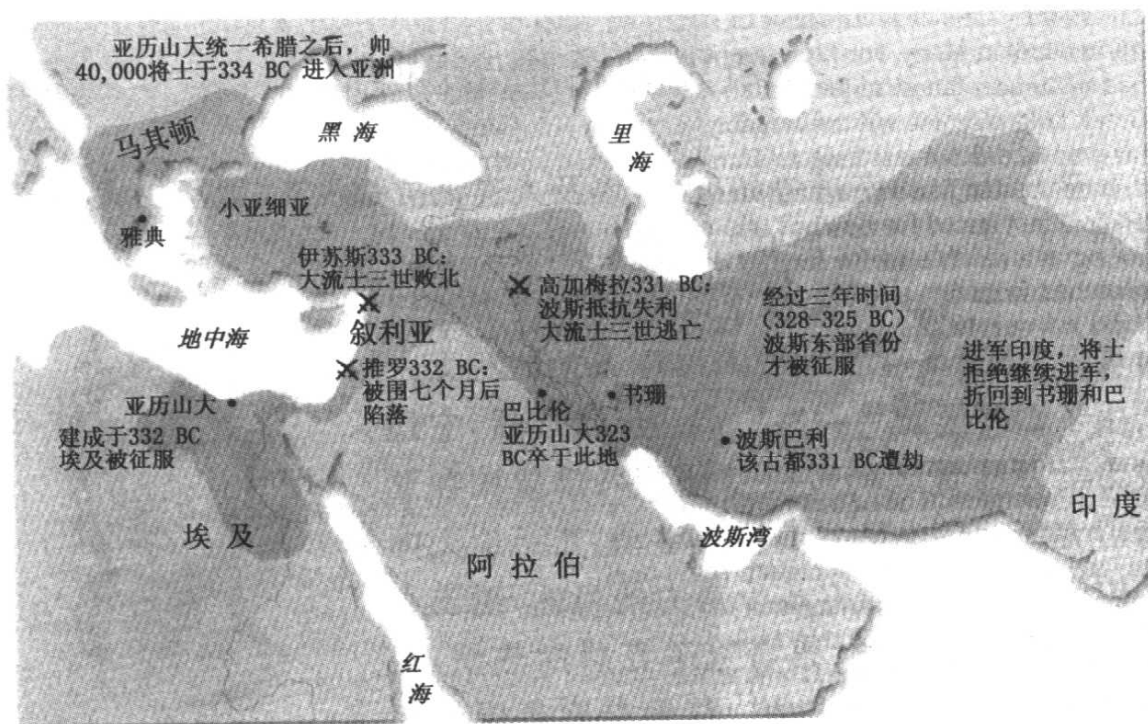 亚历山大统一希腊之后，帅
40,000将士于334 BC 进入亚洲
马其顿
黑 海
里
海
雅典
小亚细亚
伊苏斯333 BC：
大流士三世败北
高加梅拉331 BC：
波斯抵抗失利
大流士三世逃亡
经过三年时间
（328-325 BC）
波斯东部省份
才被征服
进军印度，将士
拒绝继续进军，
折回到书珊和巴
比伦
地中海
叙利亚
推罗332 BC：
被围七个月后
陷落
亚历山大
建成于332 BC
埃及被征服
巴比伦
亚历山大323
BC卒于此地
书珊
波斯巴利
该古都331 BC遭劫
埃 及
阿 拉 伯
波斯湾
印 度
红
海